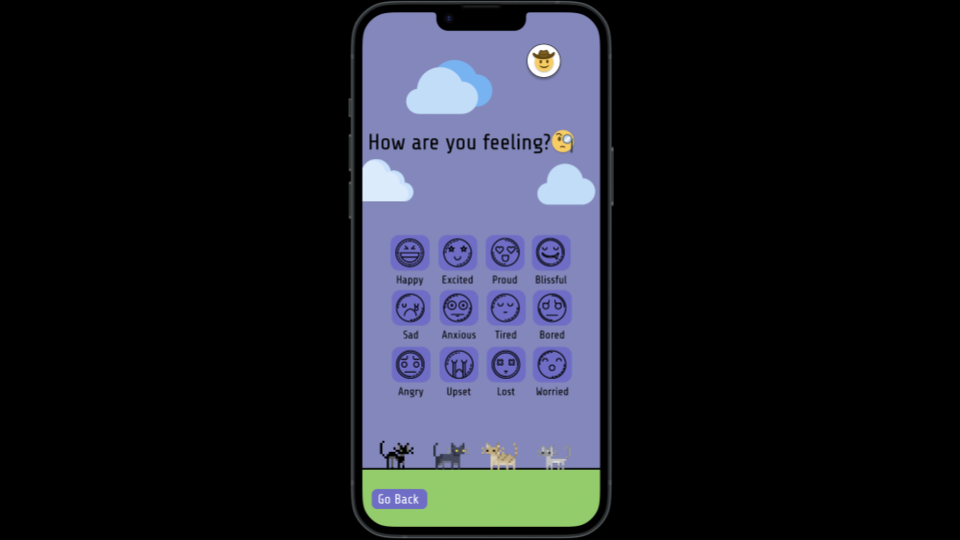 How are you feeling?
Happy Excited Proud Blissful
Sad Anxious Tired Bored
Angry Upset Lost Worried
Go Back